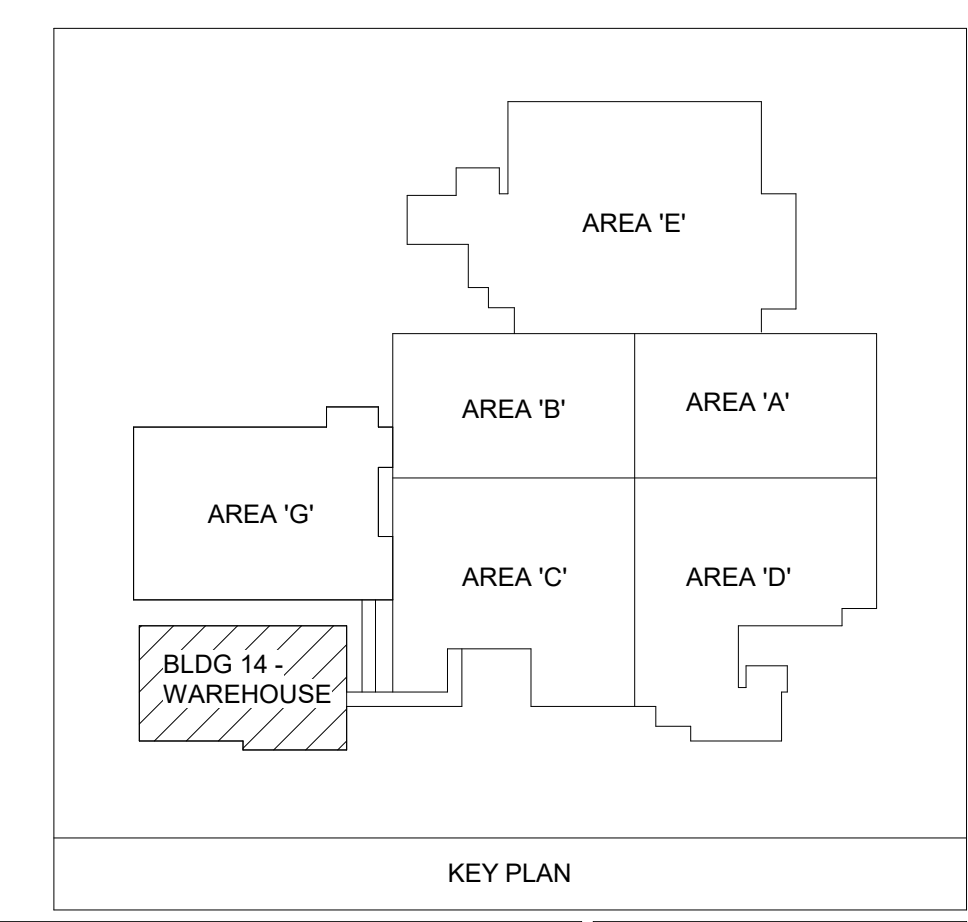 AREA 'E'
AREA 'B'
AREA 'A'
AREA 'G'
AREA 'C'
AREA 'D'
BLDG 14 -
WAREHOUSE
KEY PLAN